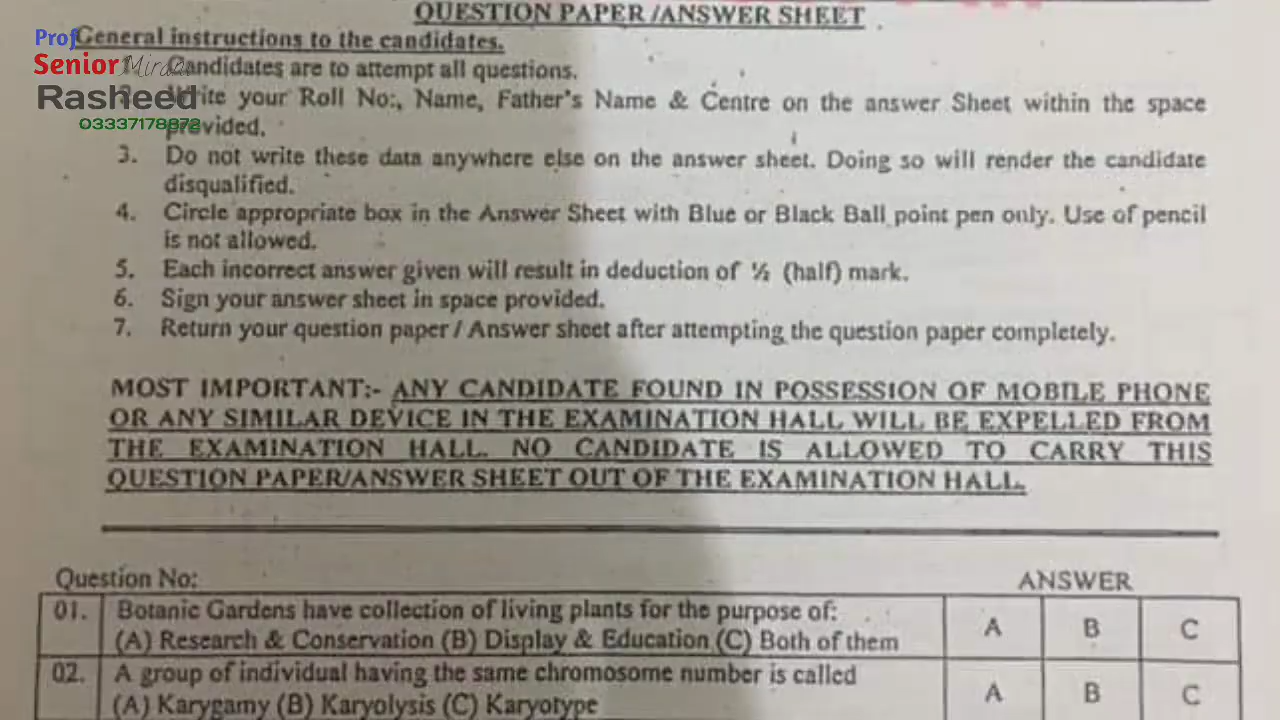 QUESTION PAPER /ANSWER SHEET
Prof
General instructions to the candidates.
Senior Mirani
1. Candidates are to attempt all questions.
Rasheed
2. Write your Roll No:, Name, Father's Name & Centre on the answer Sheet within the space
03337178872
provided.
3. Do not write these data anywhere else on the answer sheet. Doing so will render the candidate
disqualified.
4. Circle appropriate box in the Answer Sheet with Blue or Black Ball point pen only. Use of pencil
is not allowed.
5. Each incorrect answer given will result in deduction of ½ (half) mark.
6. Sign your answer sheet in space provided.
7. Return your question paper / Answer sheet after attempting the question paper completely.
MOST IMPORTANT:- ANY CANDIDATE FOUND IN POSSESSION OF MOBILE PHONE
OR ANY SIMILAR DEVICE IN THE EXAMINATION HALL WILL BE EXPELLED FROM
THE EXAMINATION HALL. NO CANDIDATE IS ALLOWED TO CARRY THIS
QUESTION PAPER/ANSWER SHEET OUT OF THE EXAMINATION HALL.
Question No: ANSWER
01. Botanic Gardens have collection of living plants for the purpose of:
(A) Research & Conservation (B) Display & Education (C) Both of them A B C
02. A group of individual having the same chromosome number is called
(A) Karygamy (B) Karyolysis (C) Karyotype A B C